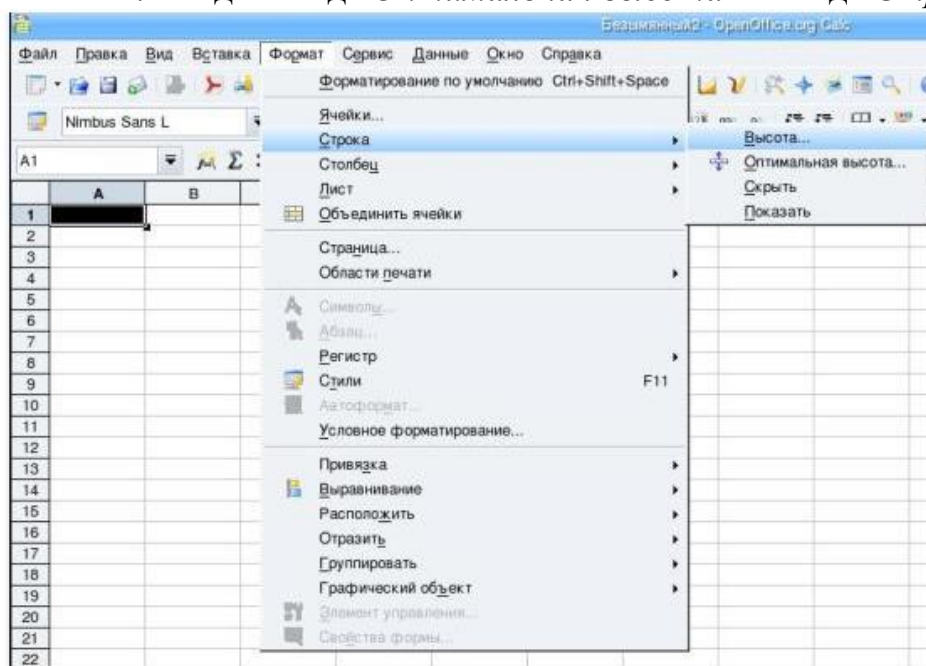 Безымянный2 - OpenOffice.org Calc
Файл Правка Вид Вставка Формат Сервис Данные Окно Справка
Форматирование по умолчанию Ctrl+Shift+Space
Nimbus Sans L
Ячейки...
Строка
Высота...
A1
Столбец
Оптимальная высота...
Лист
Скрыть
A B
Объединить ячейки
Показать
1
2
Страница...
3
Области печати
4
5
Символы...
6
Абзац...
7
Регистр
8
Стили F11
9
Автоформат...
10
Условное форматирование...
11
12
Привязка
13
Выравнивание
14
Расположить
15
Отразить
16
Группировать
17
Графический объект
18
Элемент управления...
19
Свойства формы...
20
21
22